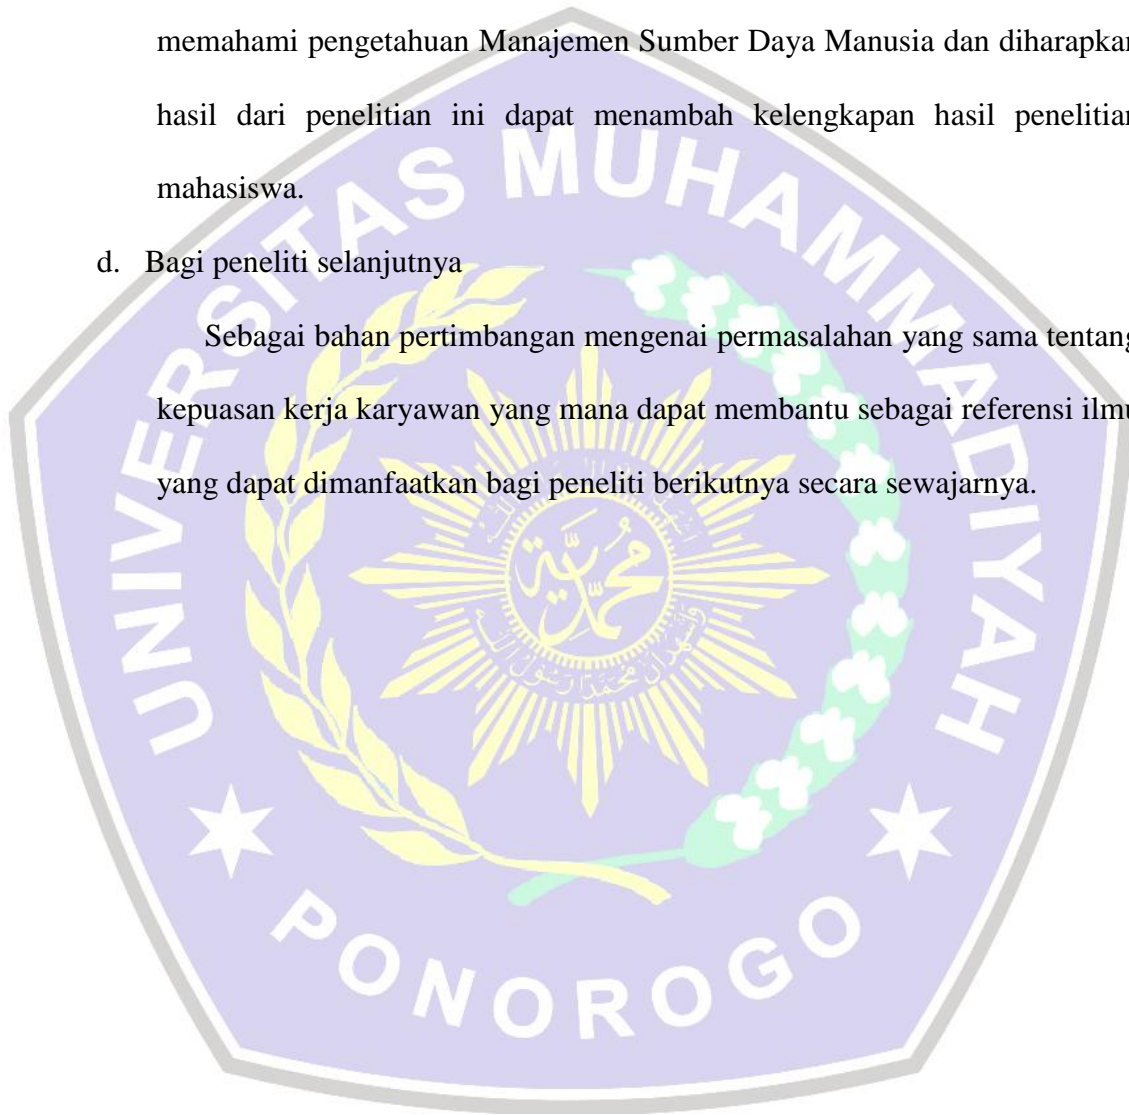 memahami pengetahuan Manajemen Sumber Daya Manusia dan diharapkan
hasil dari penelitian ini dapat menambah kelengkapan hasil penelitian
mahasiswa.
d. Bagi peneliti selanjutnya
Sebagai bahan pertimbangan mengenai permasalahan yang sama tentang
kepuasan kerja karyawan yang mana dapat membantu sebagai referensi ilmu
yang dapat dimanfaatkan bagi peneliti berikutnya secara sewajarnya.
UNIVERSITAS MUHAMMADIYAH
محمدية
PONOROGO